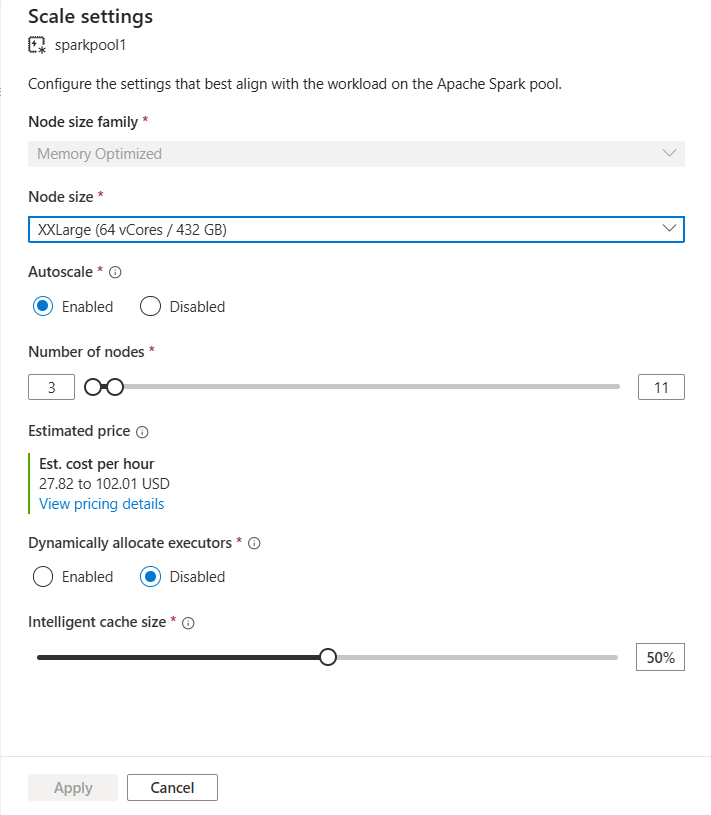 Scale settings
sparkpool1
Configure the settings that best align with the workload on the Apache Spark pool.
Node size family *
Memory Optimized
Node size *
XXLarge (64 vCores / 432 GB)
Autoscale *
Enabled Disabled
Number of nodes *
3 11
Estimated price
Est. cost per hour
27.82 to 102.01 USD
View pricing details
Dynamically allocate executors *
Enabled Disabled
Intelligent cache size *
50%
Apply Cancel